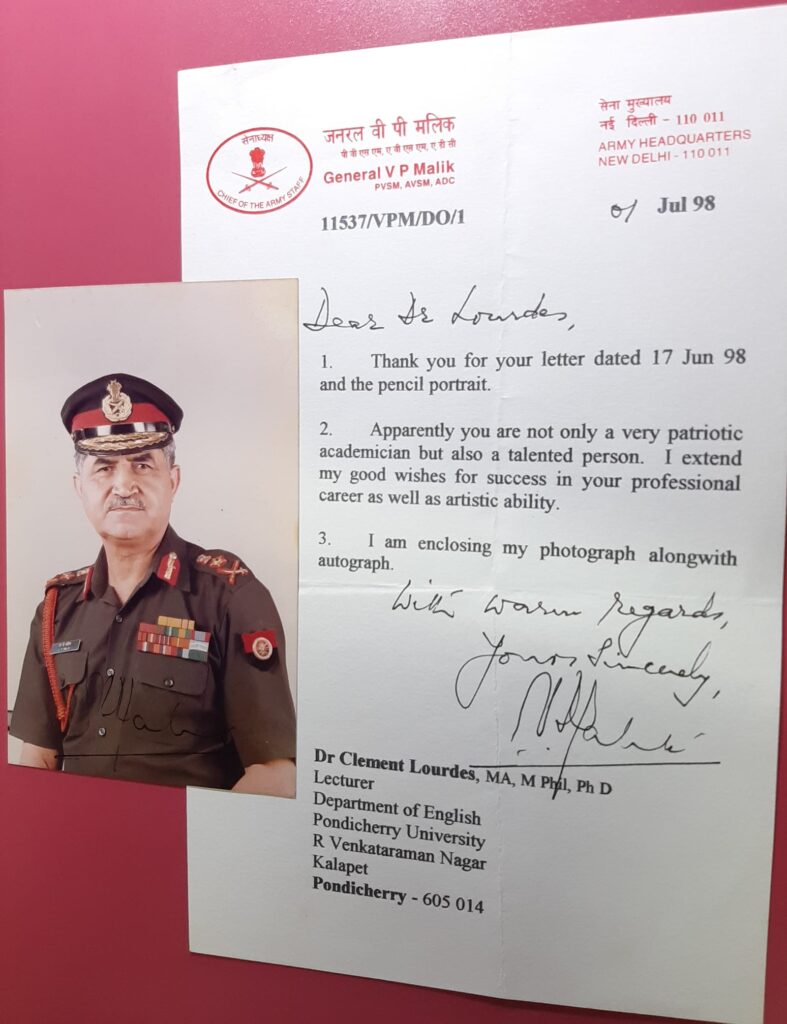 सेनाध्यक्ष
CHIEF OF THE ARMY STAFF
जनरल वी पी मलिक
पी वी एस एम, ए वी एस एम, ए डी सी
General V P Malik
PVSM, AVSM, ADC
11537/VPM/DO/1
सेना मुख्यालय
नई दिल्ली - 110 011
ARMY HEADQUARTERS
NEW DELHI - 110 011
01 Jul 98
Dear Dr Lourdes,
1. Thank you for your letter dated 17 Jun 98
and the pencil portrait.
2. Apparently you are not only a very patriotic
academician but also a talented person. I extend
my good wishes for success in your professional
career as well as artistic ability.
3. I am enclosing my photograph alongwith
autograph.
With warm regards,
Yours Sincerely,
V P Malik
Dr Clement Lourdes, MA, M Phil, Ph D
Lecturer
Department of English
Pondicherry University
R Venkataraman Nagar
Kalapet
Pondicherry - 605 014